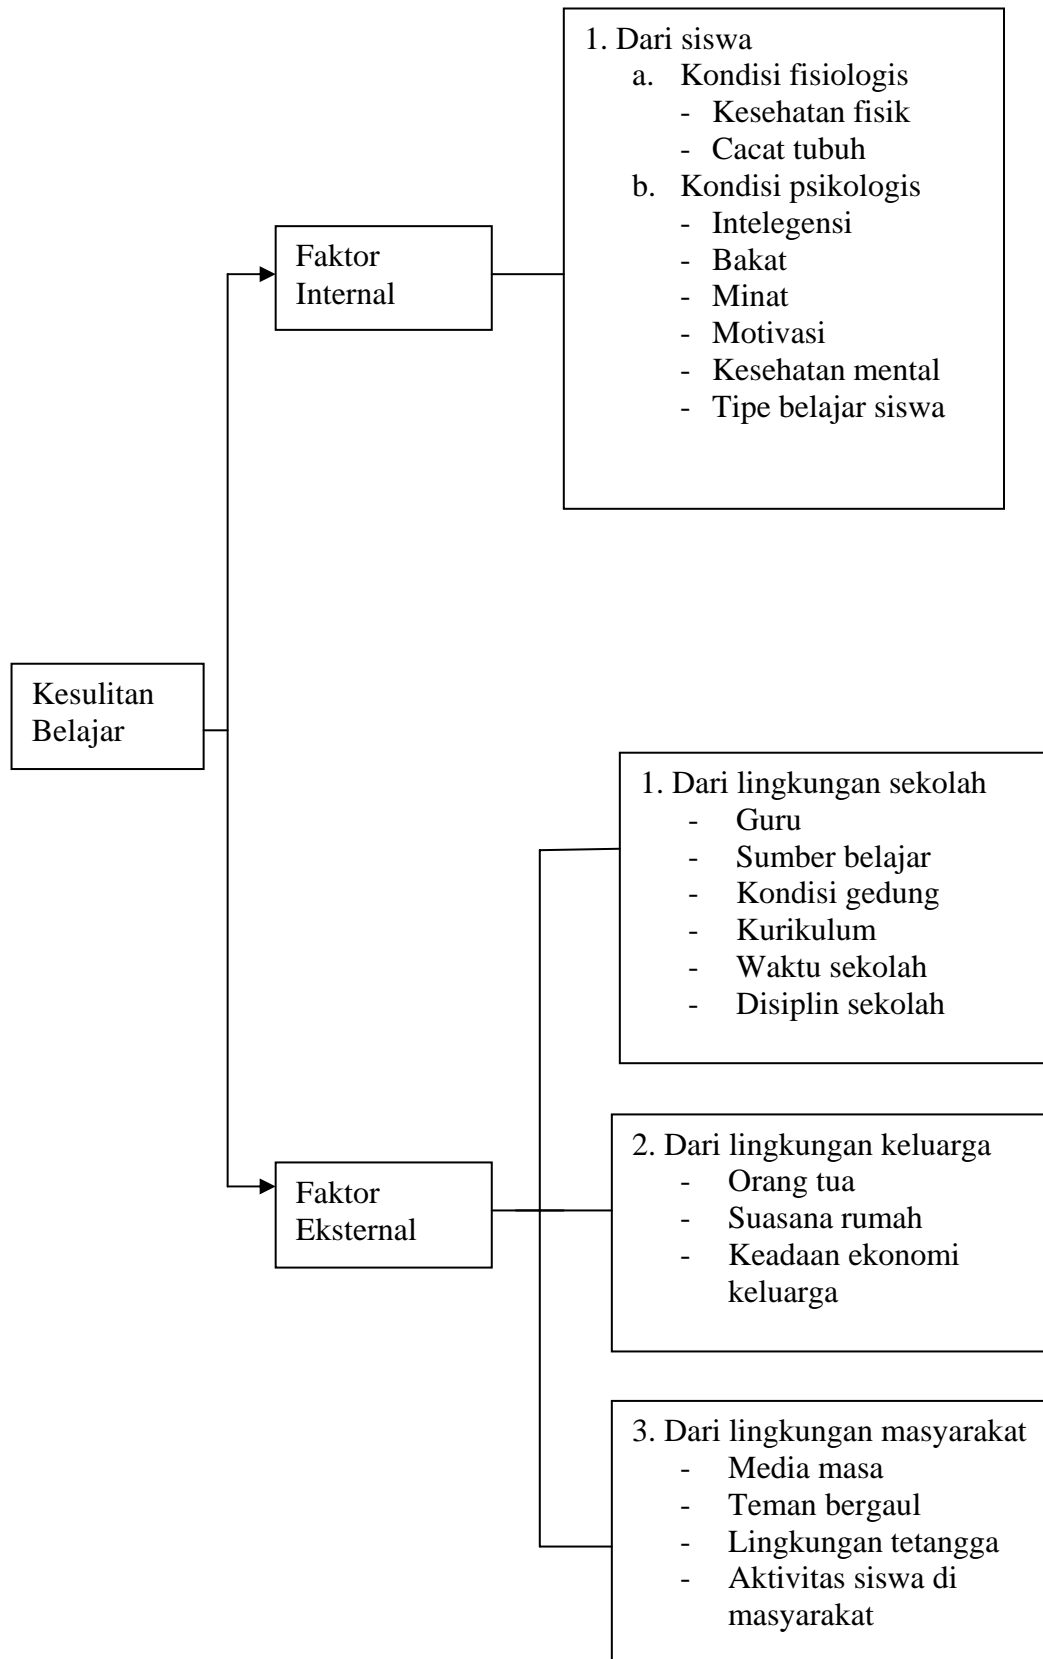 1. Dari siswa
a. Kondisi fisiologis
- Kesehatan fisik
- Cacat tubuh
b. Kondisi psikologis
- Intelegensi
- Bakat
- Minat
- Motivasi
- Kesehatan mental
- Tipe belajar siswa
Faktor
Internal
Kesulitan
Belajar
1. Dari lingkungan sekolah
- Guru
- Sumber belajar
- Kondisi gedung
- Kurikulum
- Waktu sekolah
- Disiplin sekolah
Faktor
Eksternal
2. Dari lingkungan keluarga
- Orang tua
- Suasana rumah
- Keadaan ekonomi
keluarga
3. Dari lingkungan masyarakat
- Media masa
- Teman bergaul
- Lingkungan tetangga
- Aktivitas siswa di
masyarakat